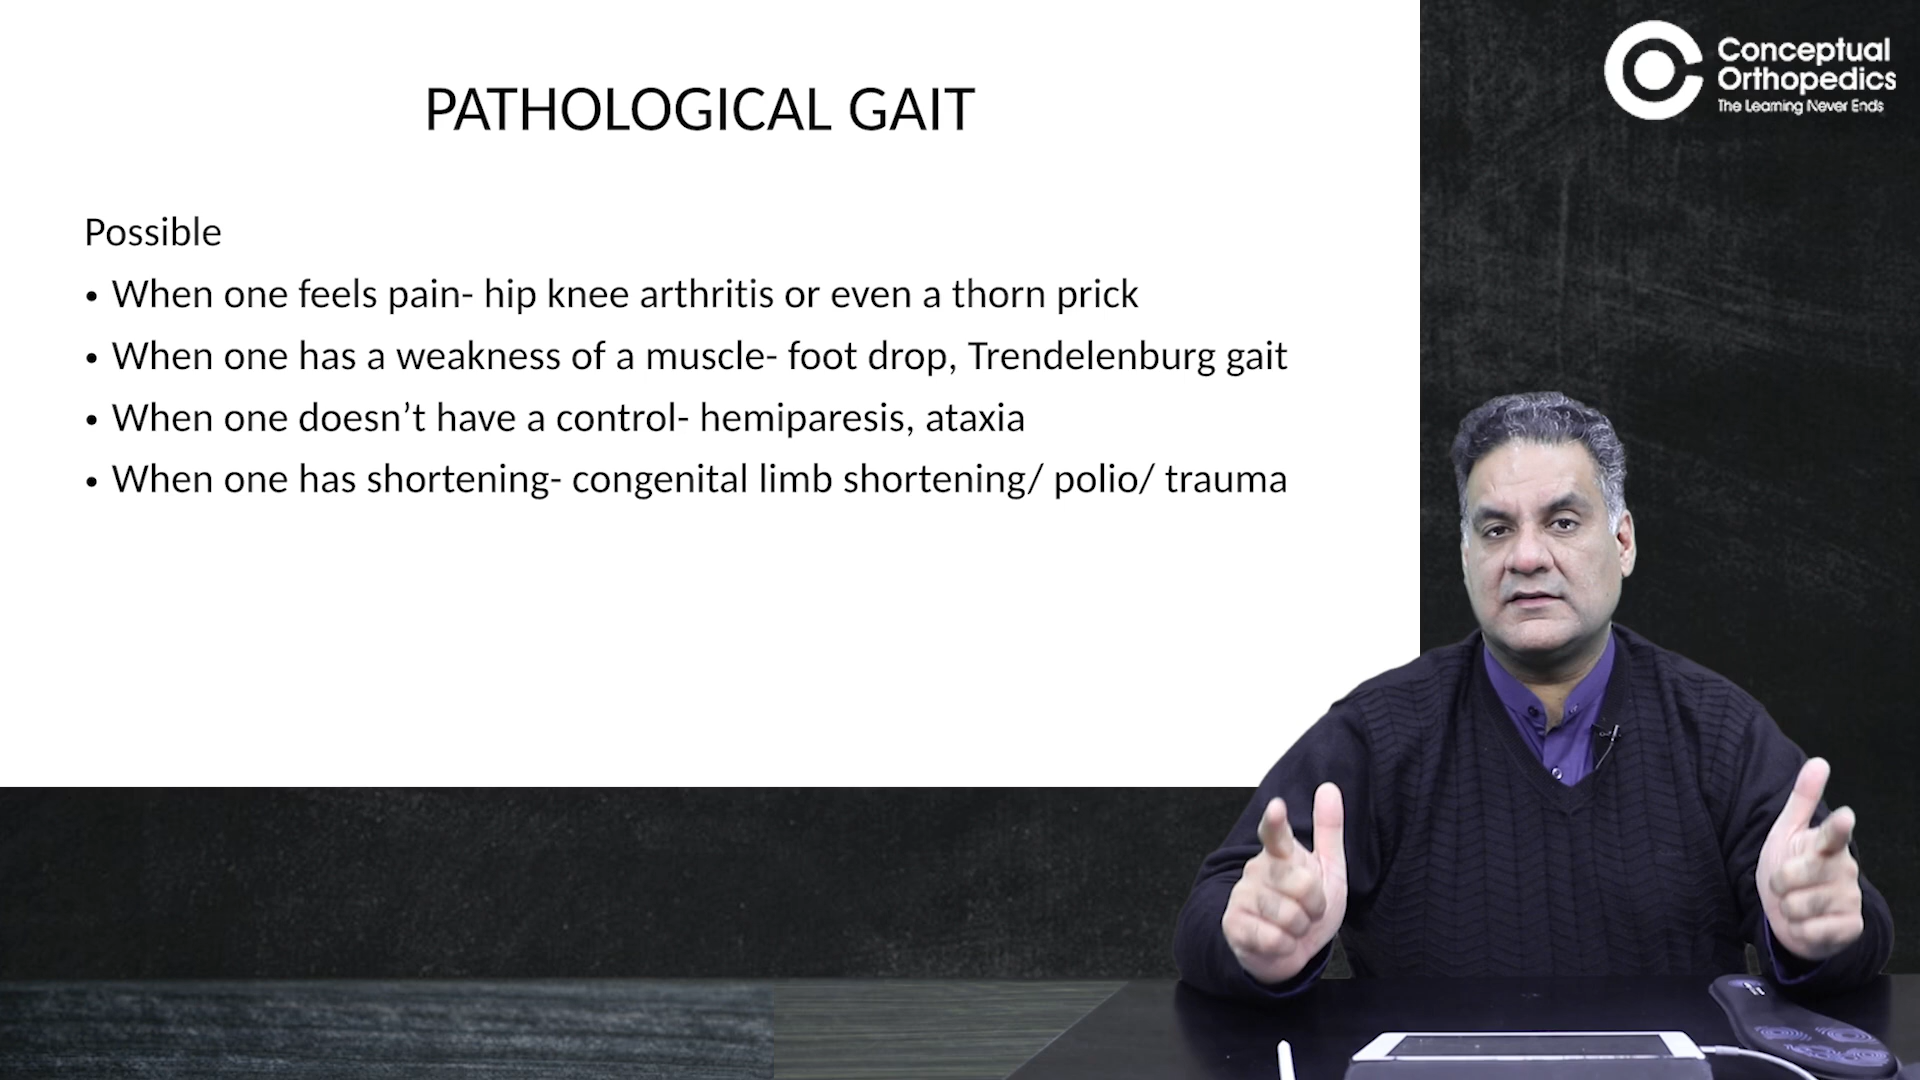 Conceptual
Orthopedics
The Learning Never Ends
PATHOLOGICAL GAIT
Possible
• When one feels pain- hip knee arthritis or even a thorn prick
• When one has a weakness of a muscle- foot drop, Trendelenburg gait
• When one doesn’t have a control- hemiparesis, ataxia
• When one has shortening- congenital limb shortening/ polio/ trauma